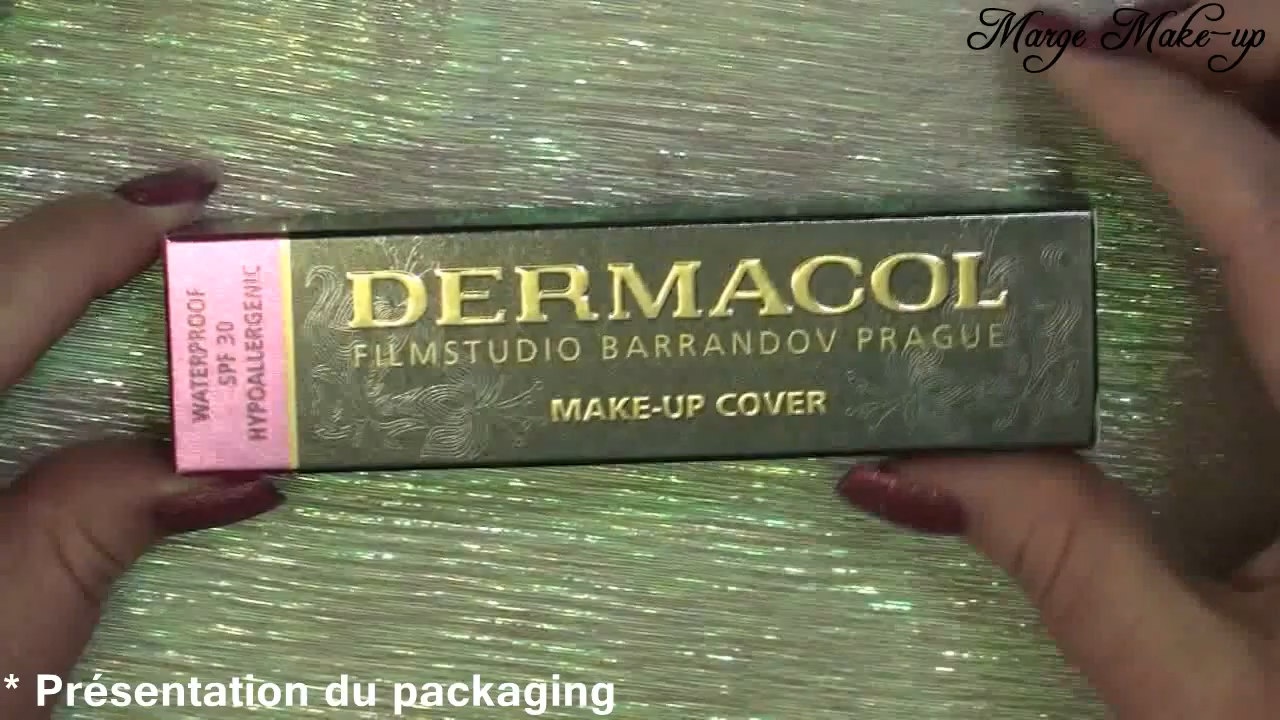 Marge Make-up
DERMACOL
FILMSTUDIO BARRANDOV PRAGUE
MAKE-UP COVER
WATERPROOF
SPF 30
HYPOALLERGENIC
* Présentation du packaging